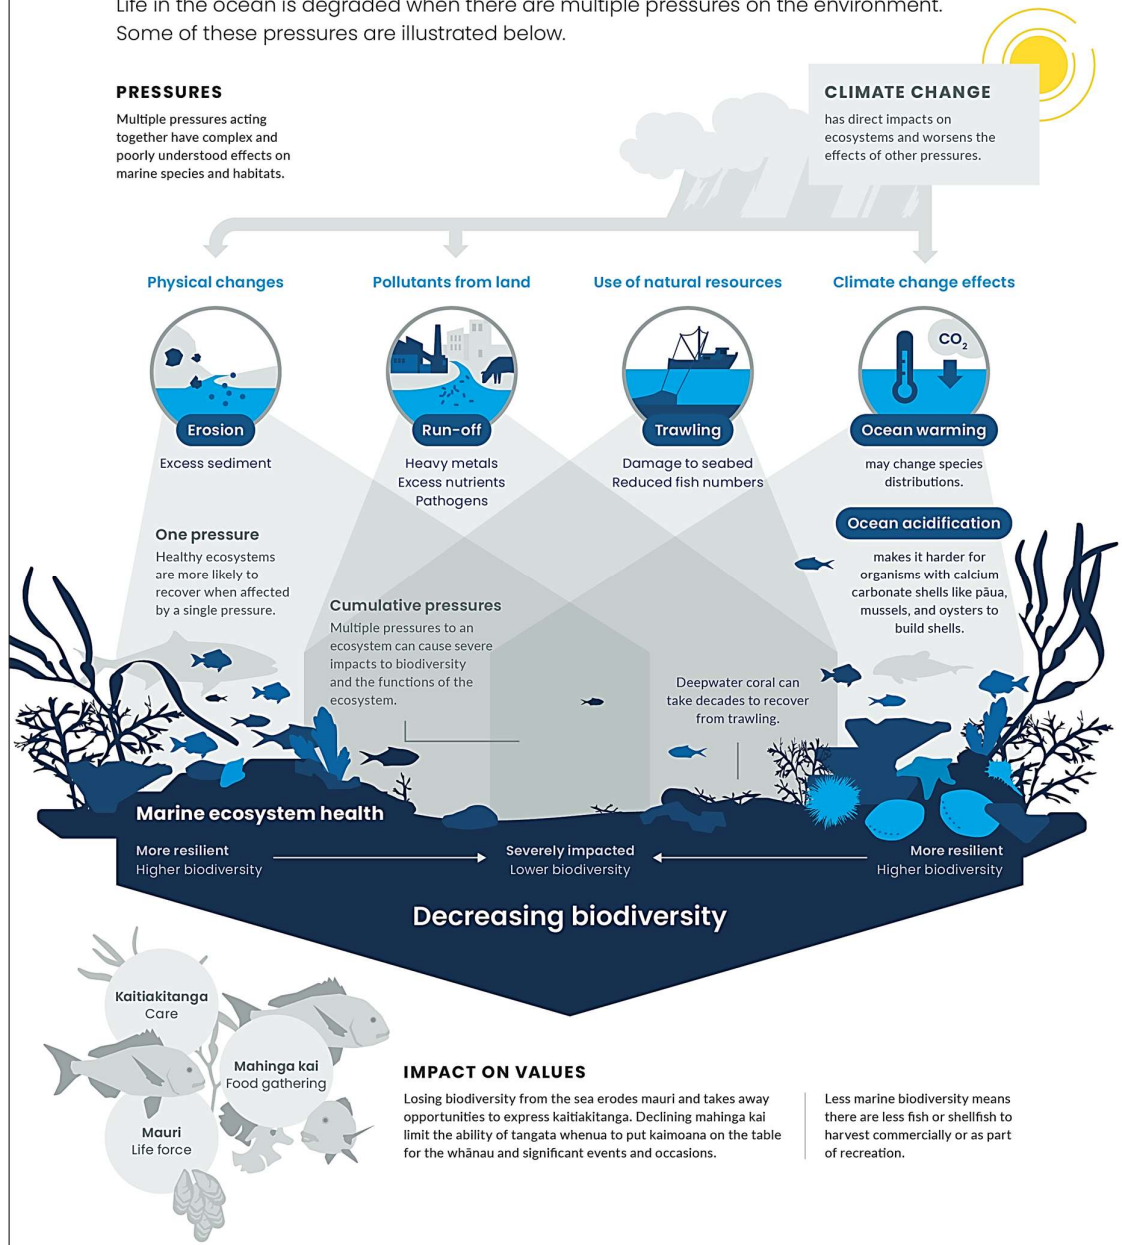 Life in the ocean is degraded when there are multiple pressures on the environment.
Some of these pressures are illustrated below.
PRESSURES
Multiple pressures acting
together have complex and
poorly understood effects on
marine species and habitats.
CLIMATE CHANGE
has direct impacts on
ecosystems and worsens the
effects of other pressures.
Physical changes
Pollutants from land
Use of natural resources
Climate change effects
CO2
Erosion
Excess sediment
Run-off
Heavy metals
Excess nutrients
Pathogens
Trawling
Damage to seabed
Reduced fish numbers
Ocean warming
may change species
distributions.
Ocean acidification
makes it harder for
organisms with calcium
carbonate shells like pāua,
mussels, and oysters to
build shells.
One pressure
Healthy ecosystems
are more likely to
recover when affected
by a single pressure.
Cumulative pressures
Multiple pressures to an
ecosystem can cause severe
impacts to biodiversity
and the functions of the
ecosystem.
Deepwater coral can
take decades to recover
from trawling.
Marine ecosystem health
More resilient
Higher biodiversity
Severely impacted
Lower biodiversity
More resilient
Higher biodiversity
Decreasing biodiversity
Kaitiakitanga
Care
Mahinga kai
Food gathering
Mauri
Life force
IMPACT ON VALUES
Losing biodiversity from the sea erodes mauri and takes away
opportunities to express kaitiakitanga. Declining mahinga kai
limit the ability of tangata whenua to put kaimoana on the table
for the whānau and significant events and occasions.
Less marine biodiversity means
there are less fish or shellfish to
harvest commercially or as part
of recreation.